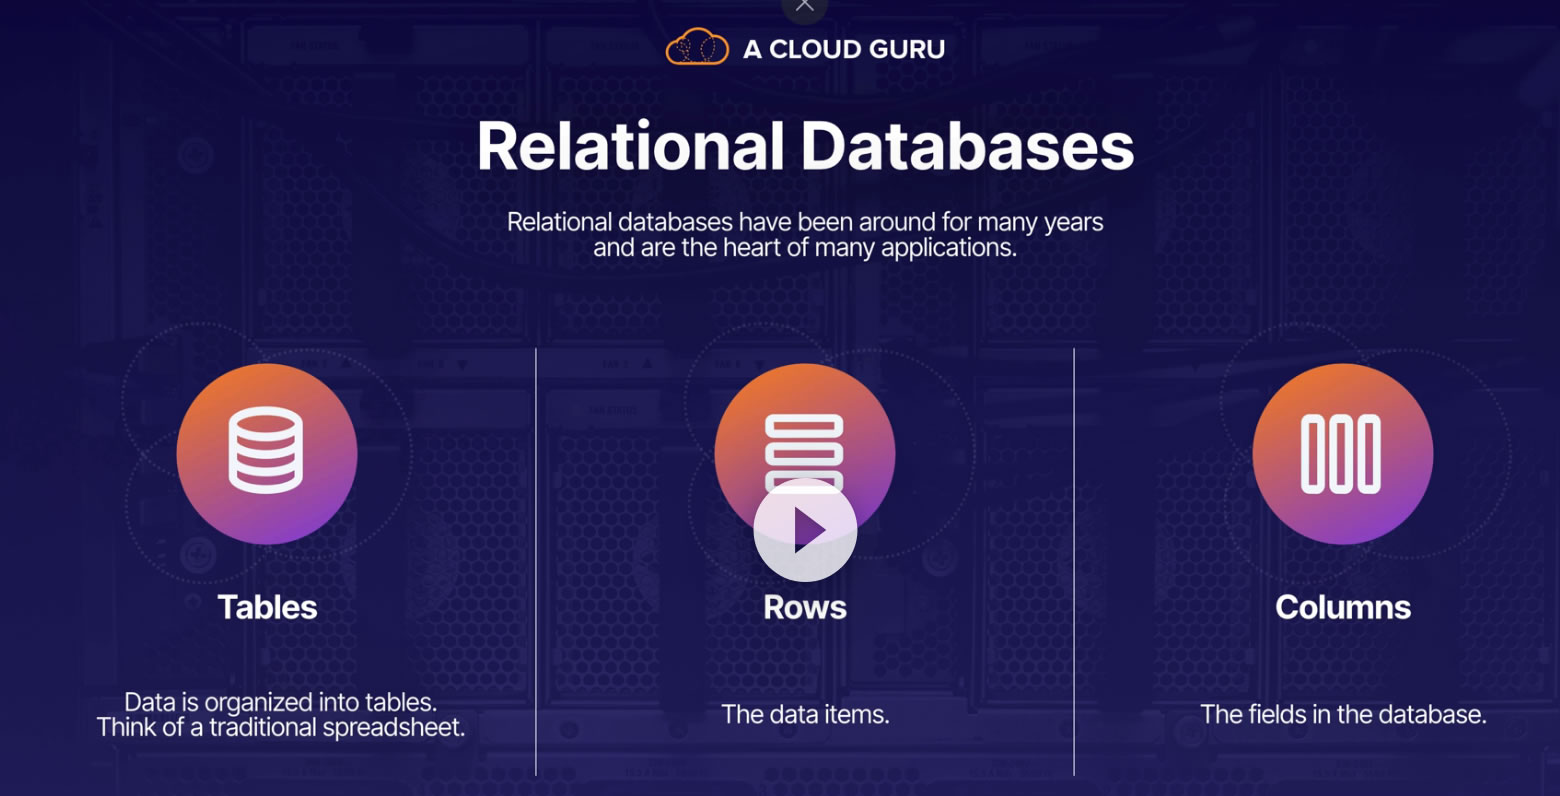 A CLOUD GURU
Relational Databases
Relational databases have been around for many years
and are the heart of many applications.
Tables
Data is organized into tables.
Think of a traditional spreadsheet.
Rows
The data items.
Columns
The fields in the database.